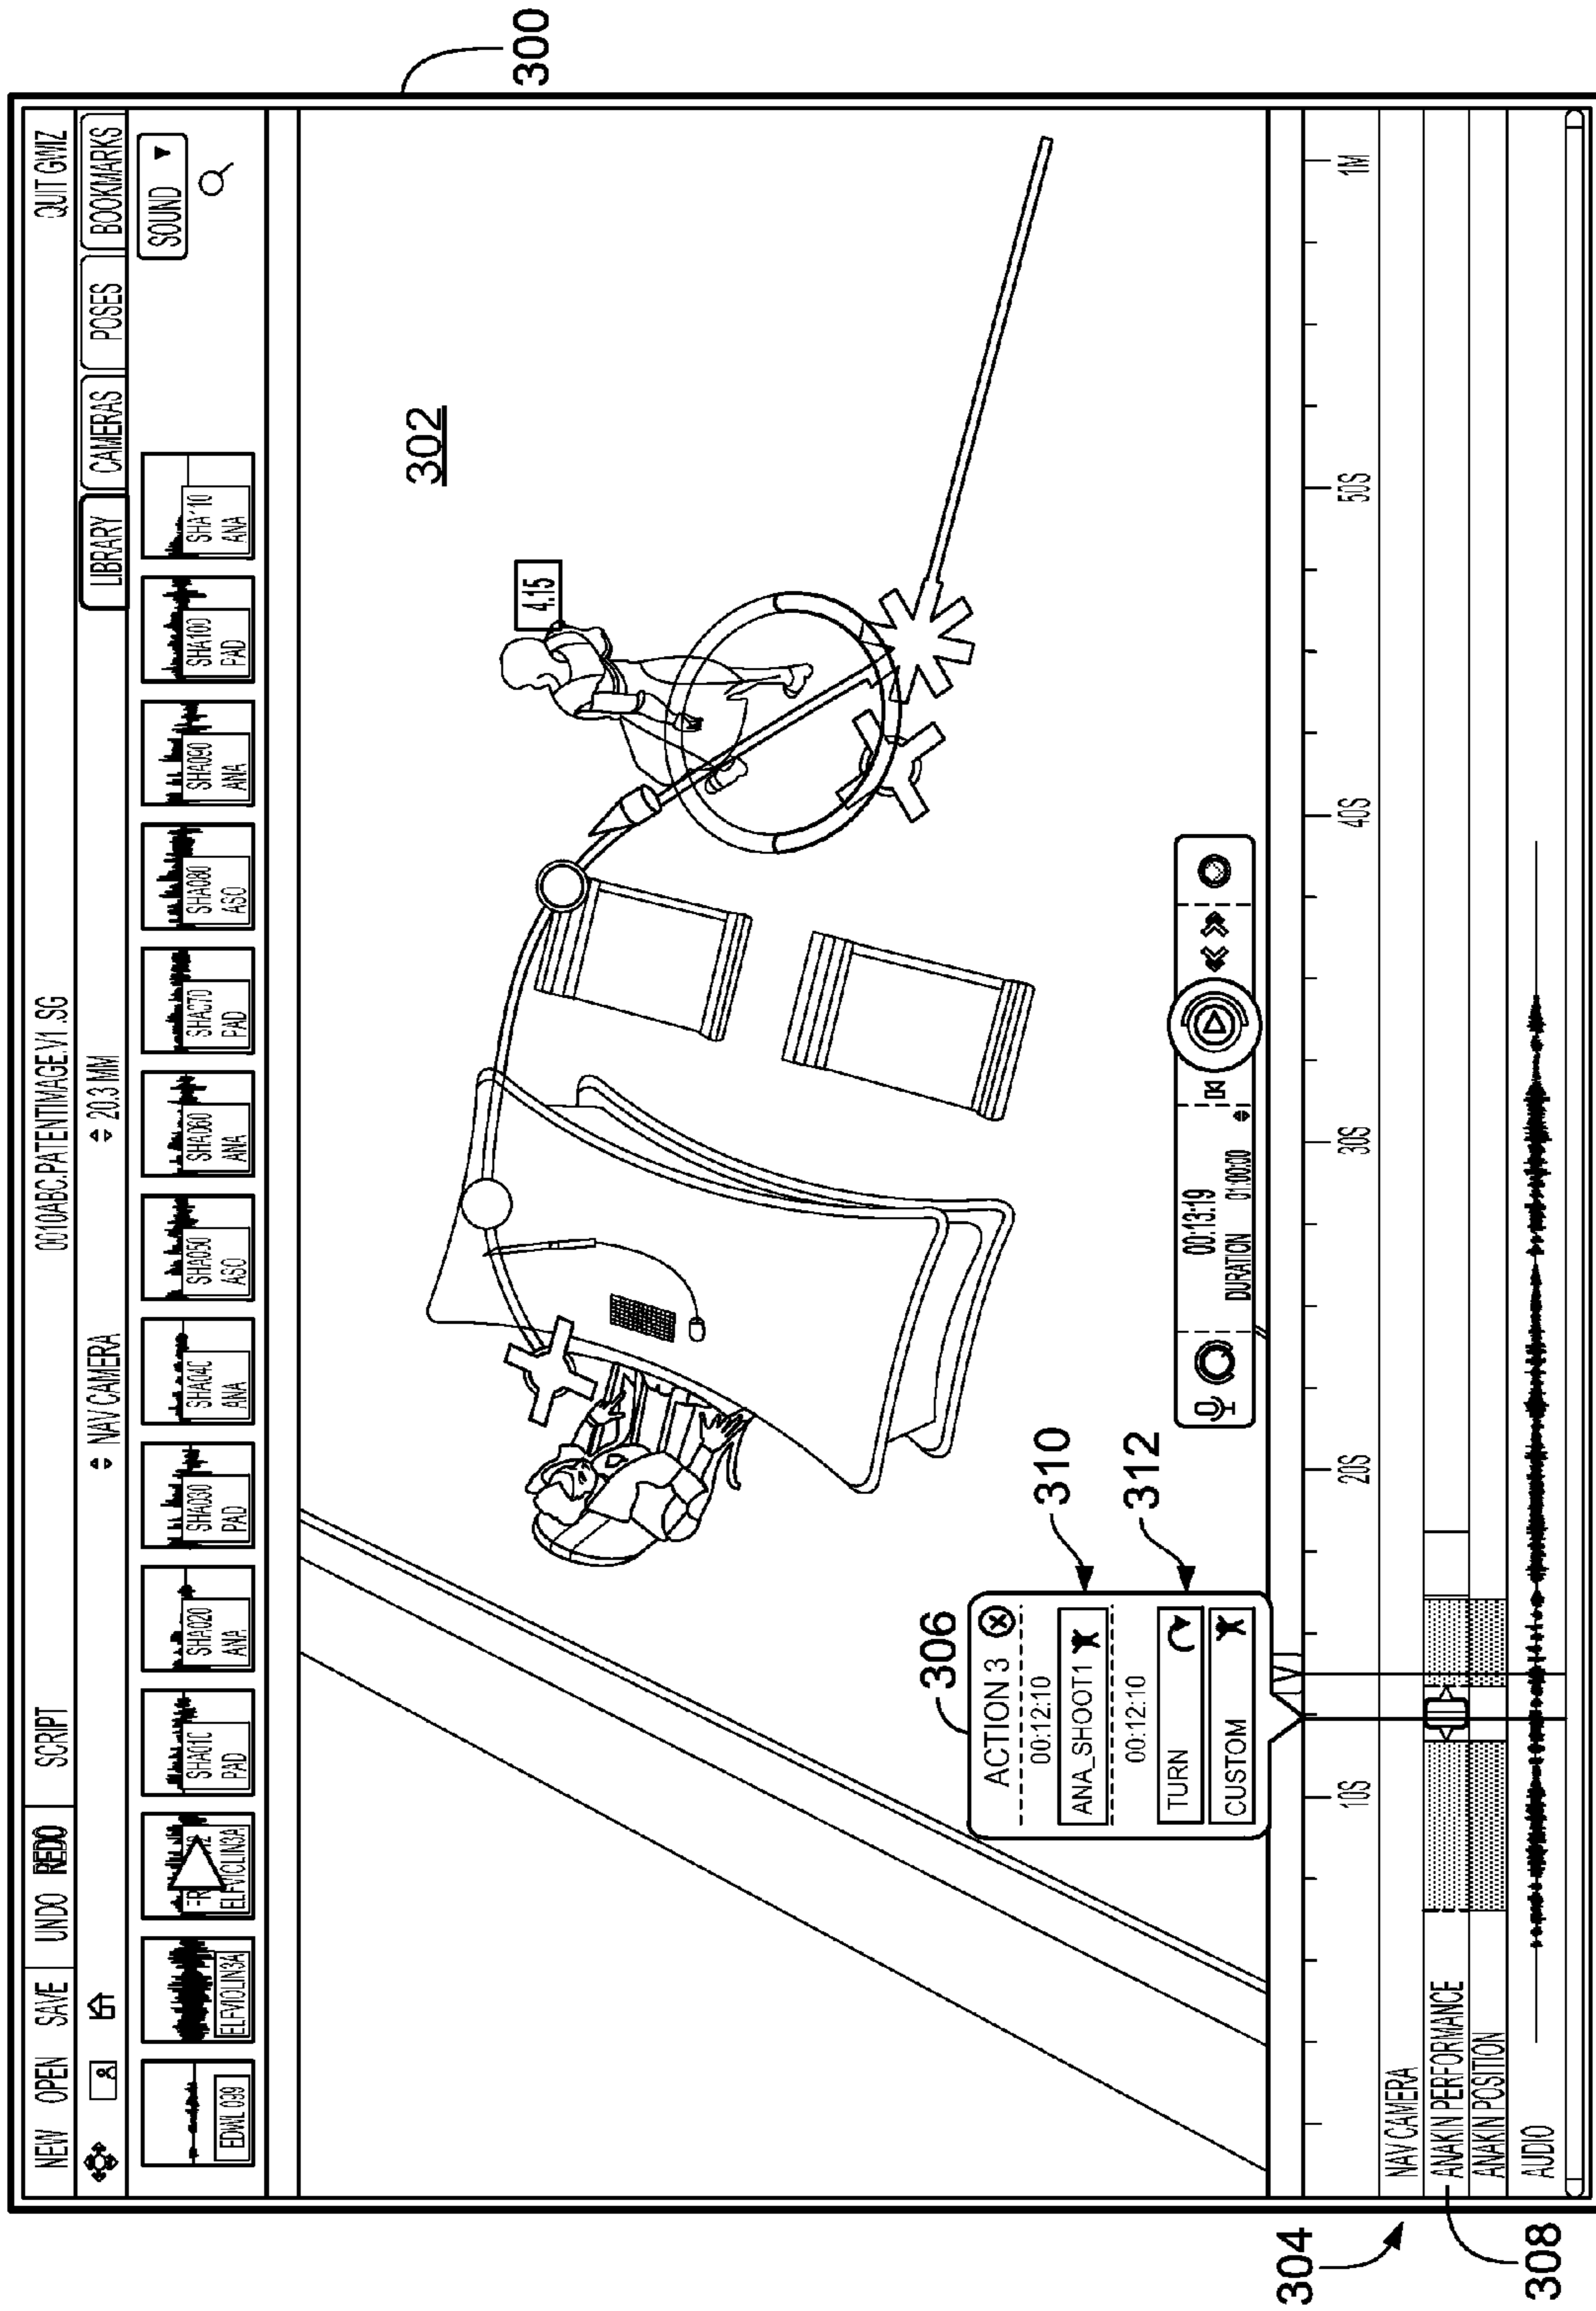 300
NEW OPEN SAVE UNDO REDO SCRIPT 0010ABC.PATENTIMAGE.V1.SG QUIT GWIZ
NAV CAMERA 20.3 MM LIBRARY CAMERAS POSES BOOKMARKS
SOUND
EDWL 099
ELFVIOLIN3A
ELFVIOLIN3A
SHA01C PAD
SHA020 ANA
SHA030 PAD
SHA04C ANA
SHA050 ASO
SHA060 ANA
SHAC70 PAD
SHA080 ASO
SHA090 ANA
SHA100 PAD
ANA
302
4.15
306
ACTION 3
00:12:10
ANA_SHOOT1
310
00:12:10
TURN
312
CUSTOM
00:13:19
DURATION 01:00:00
304
10S 20S 30S 40S 50S 1M
NAV CAMERA
ANAKIN PERFORMANCE
ANAKIN POSITION
AUDIO
308